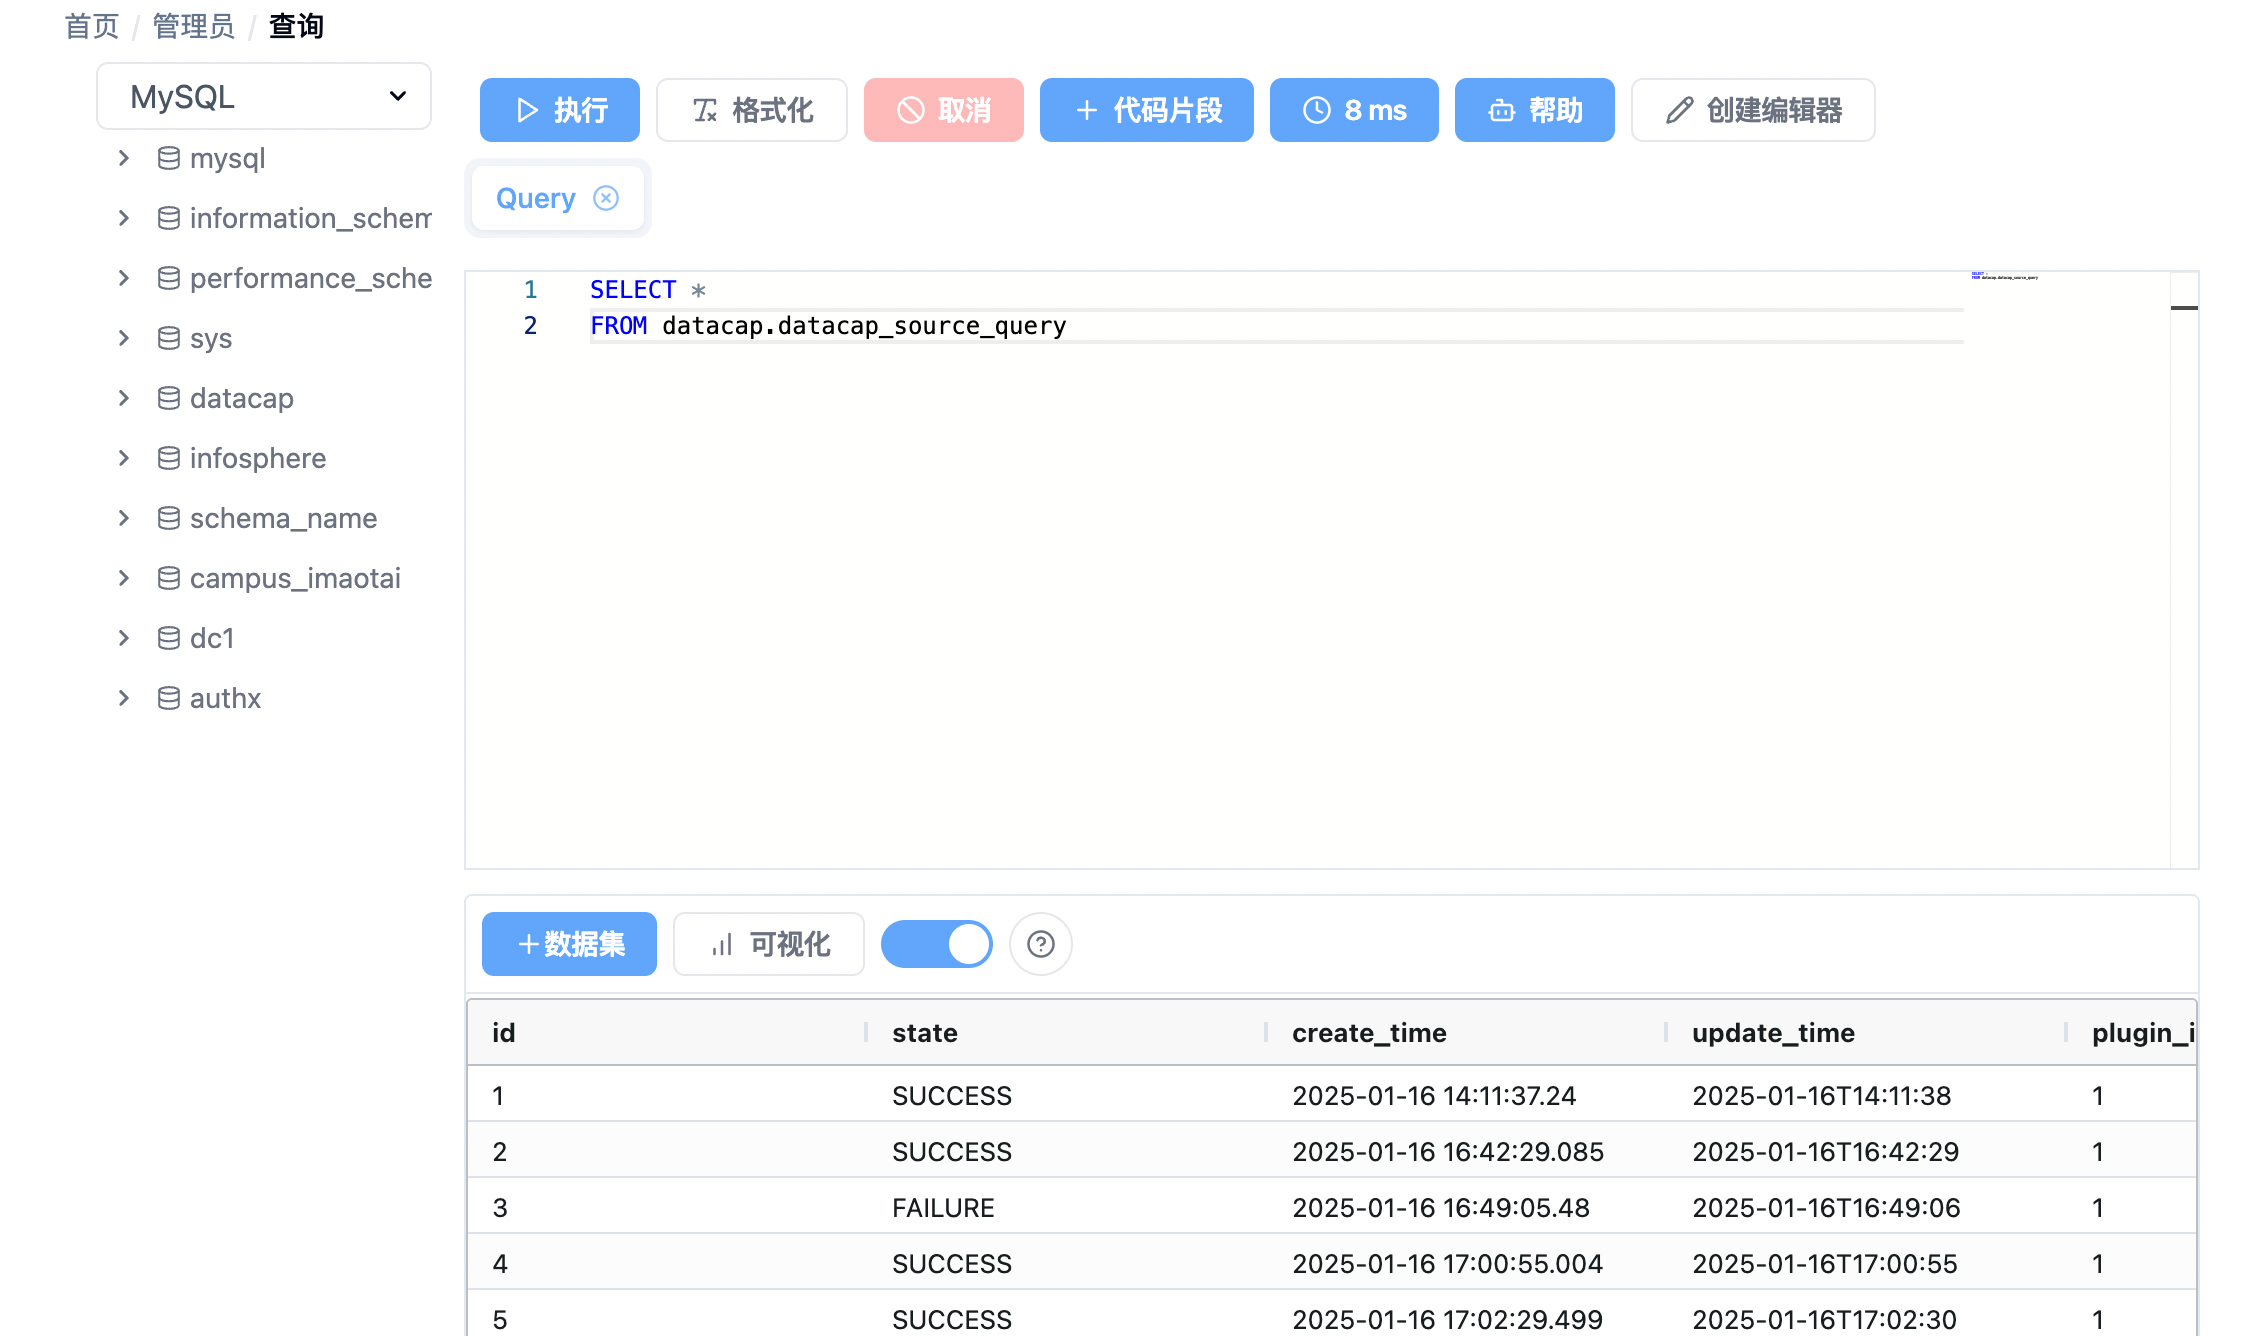 首页 / 管理员 / 查询
MySQL
mysql
information_schem
performance_sche
sys
datacap
infosphere
schema_name
campus_imaotai
dc1
authx
执行 格式化 取消 + 代码片段 8 ms 帮助 创建编辑器
Query
1 SELECT *
2 FROM datacap.datacap_source_query
SELECT *
FROM datacap.datacap_source_query
+数据集 可视化
id state create_time update_time plugin_i
1 SUCCESS 2025-01-16 14:11:37.24 2025-01-16T14:11:38 1
2 SUCCESS 2025-01-16 16:42:29.085 2025-01-16T16:42:29 1
3 FAILURE 2025-01-16 16:49:05.48 2025-01-16T16:49:06 1
4 SUCCESS 2025-01-16 17:00:55.004 2025-01-16T17:00:55 1
5 SUCCESS 2025-01-16 17:02:29.499 2025-01-16T17:02:30 1